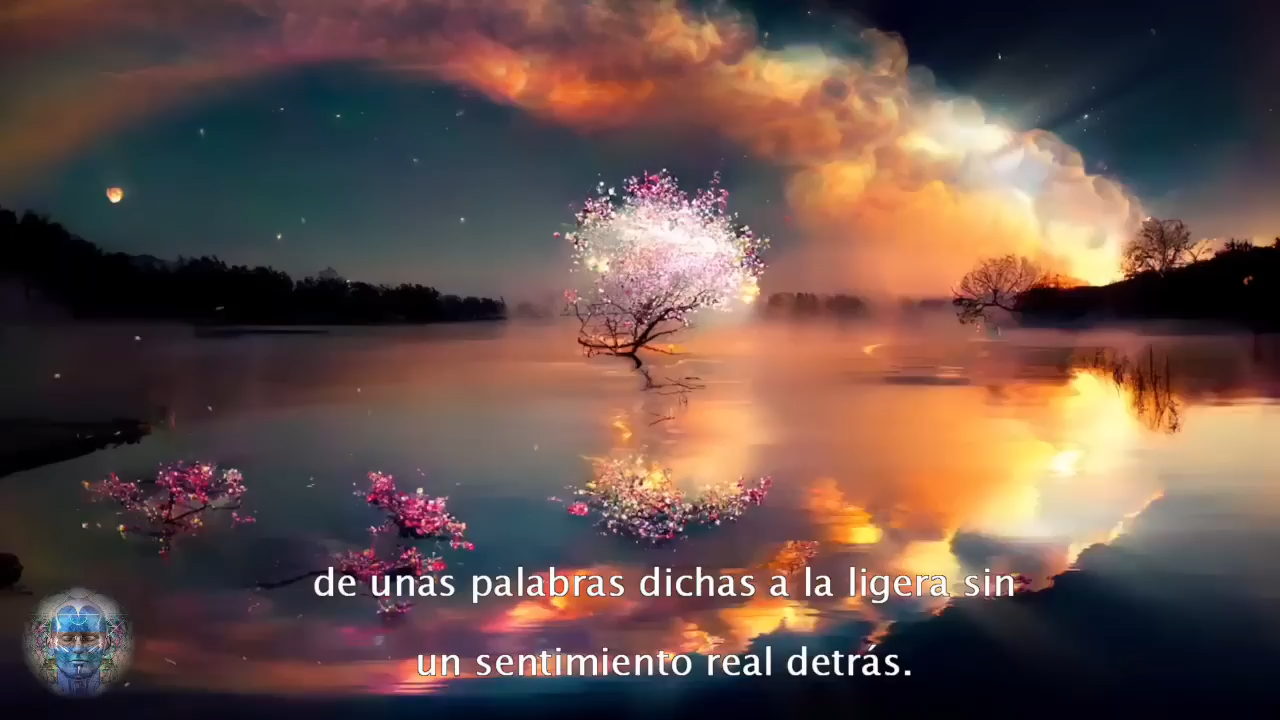 de unas palabras dichas a la ligera sin
un sentimiento real detrás.